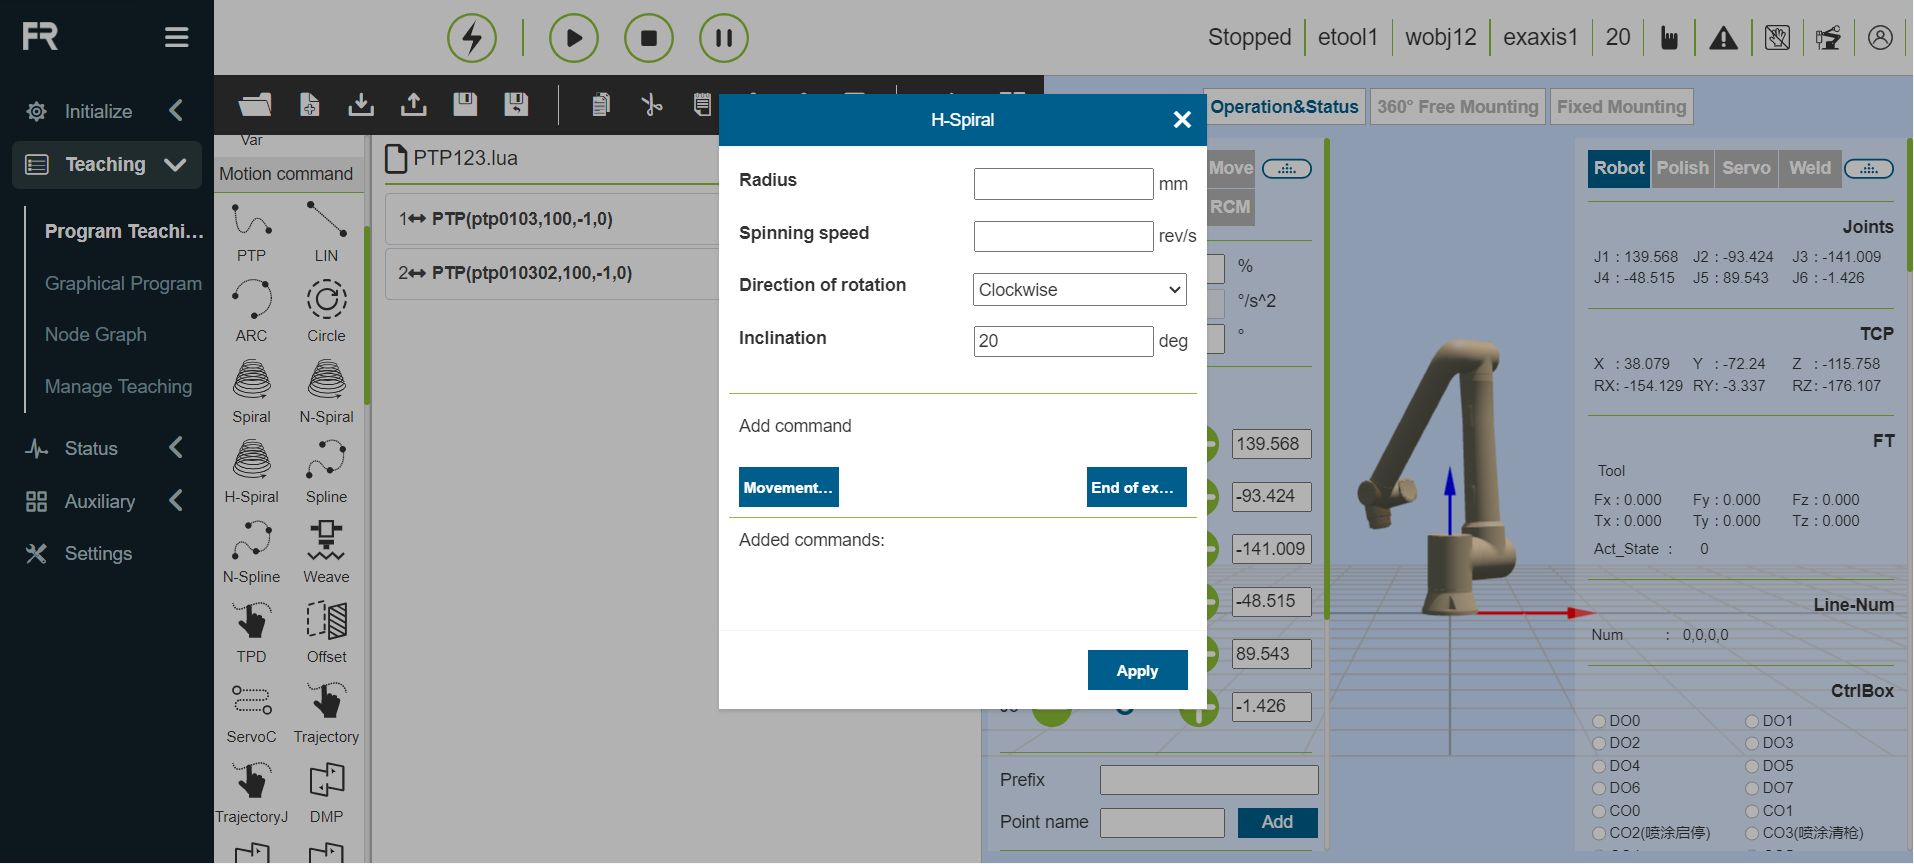 FR
Stopped
etool1
wobj12
exaxis1
20
Initialize
Teaching
Program Teachi...
Graphical Program
Node Graph
Manage Teaching
Status
Auxiliary
Settings
Var
Motion command
PTP
LIN
ARC
Circle
Spiral
N-Spiral
H-Spiral
Spline
N-Spline
Weave
TPD
Offset
ServoC
Trajectory
TrajectoryJ
DMP
PTP123.lua
1 PTP(ptp0103,100,-1,0)
2 PTP(ptp010302,100,-1,0)
H-Spiral
Radius
mm
Spinning speed
rev/s
Direction of rotation
Clockwise
Inclination
20
deg
Add command
Movement...
End of ex...
Added commands:
Apply
Operation&Status
360° Free Mounting
Fixed Mounting
Move
RCM
%
°/s^2
°
139.568
-93.424
-141.009
-48.515
89.543
-1.426
Prefix
Point name
Add
Robot
Polish
Servo
Weld
Joints
J1 : 139.568 J2 : -93.424 J3 : -141.009
J4 : -48.515 J5 : 89.543 J6 : -1.426
TCP
X : 38.079 Y : -72.24 Z : -115.758
RX: -154.129 RY: -3.337 RZ: -176.107
FT
Tool
Fx : 0.000 Fy : 0.000 Fz : 0.000
Tx : 0.000 Ty : 0.000 Tz : 0.000
Act_State : 0
Line-Num
Num : 0,0,0,0
CtrlBox
DO0 DO1
DO2 DO3
DO4 DO5
DO6 DO7
CO0 CO1
CO2(喷涂启停) CO3(喷涂清枪)